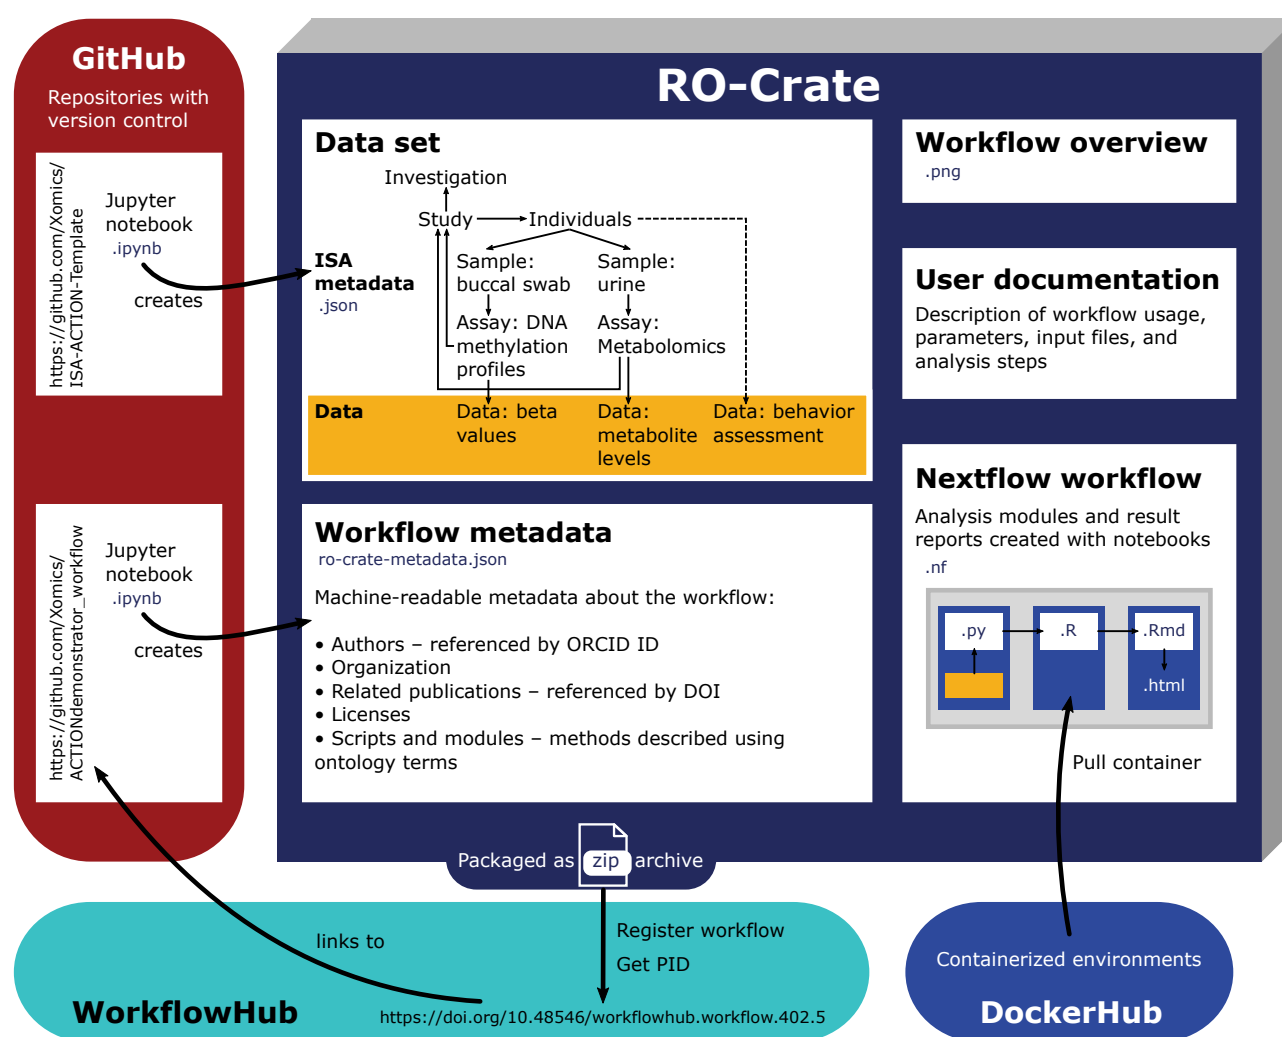 GitHub
Repositories with
version control
https://github.com/Xomics/
ISA-ACTION-Template
Jupyter
notebook
.ipynb
creates
https://github.com/Xomics/
ACTIONdemonstrator_workflow
Jupyter
notebook
.ipynb
creates
RO-Crate
Data set
Investigation
Study
Individuals
ISA
metadata
.json
Sample:
buccal swab
Sample:
urine
Assay: DNA
methylation
profiles
Assay:
Metabolomics
Data
Data: beta
values
Data:
metabolite
levels
Data: behavior
assessment
Workflow metadata
ro-crate-metadata.json
Machine-readable metadata about the workflow:
• Authors – referenced by ORCID ID
• Organization
• Related publications – referenced by DOI
• Licenses
• Scripts and modules – methods described using
ontology terms
Workflow overview
.png
User documentation
Description of workflow usage,
parameters, input files, and
analysis steps
Nextflow workflow
Analysis modules and result
reports created with notebooks
.nf
.py
.R
.Rmd
.html
Pull container
Packaged as zip archive
links to
Register workflow
Get PID
WorkflowHub
https://doi.org/10.48546/workflowhub.workflow.402.5
Containerized environments
DockerHub